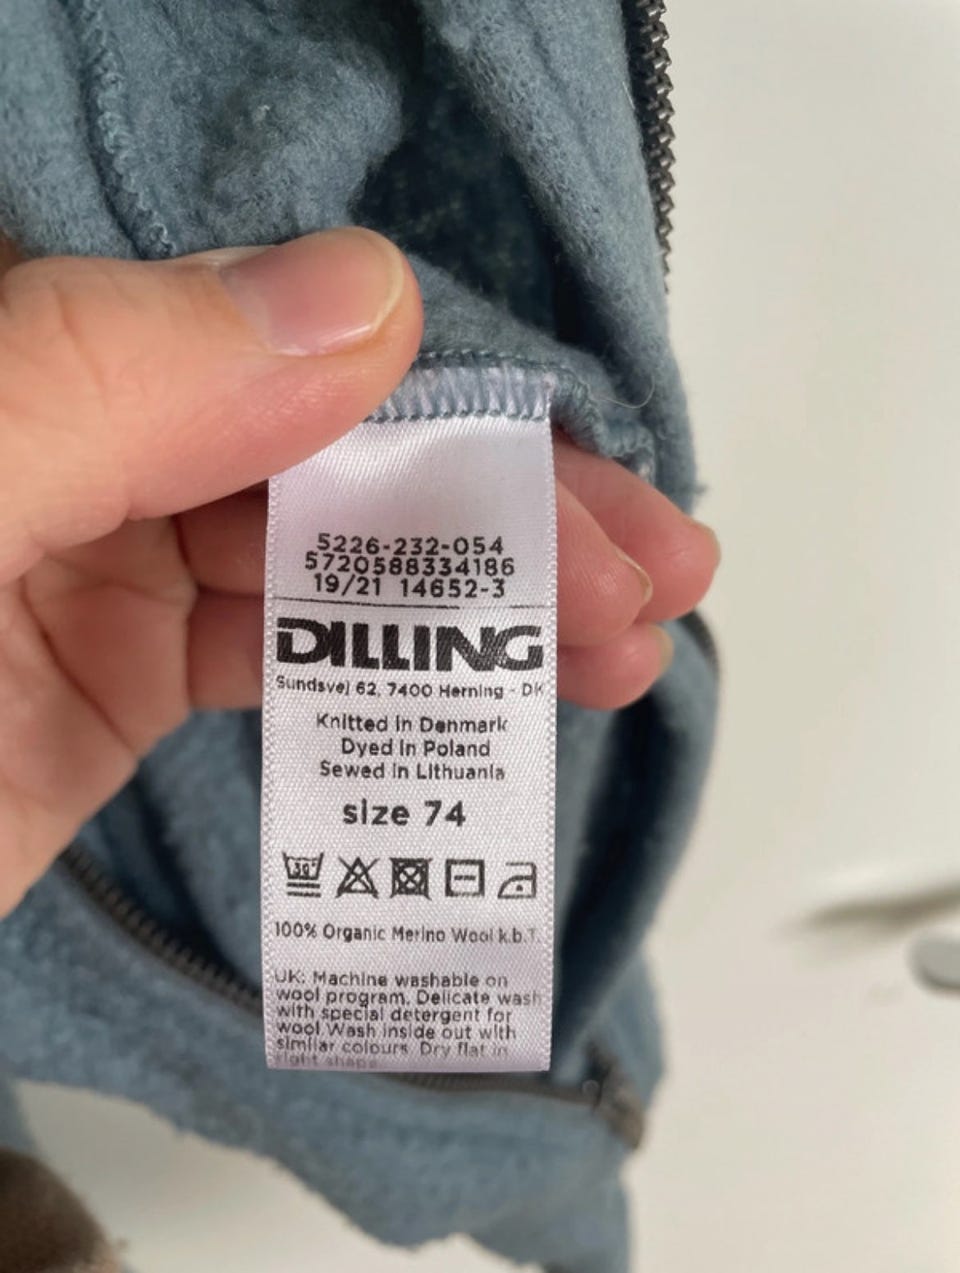 5226-232-054
5720588334186
19/21 14652-3
DILLING
Sundsvej 62, 7400 Herning - DK
Knitted in Denmark
Dyed in Poland
Sewed in Lithuania
size 74
30°
100% Organic Merino Wool k.b.T.
UK: Machine washable on
wool program. Delicate wash
with special detergent for
wool. Wash inside out with
similar colours. Dry flat in
right shape.